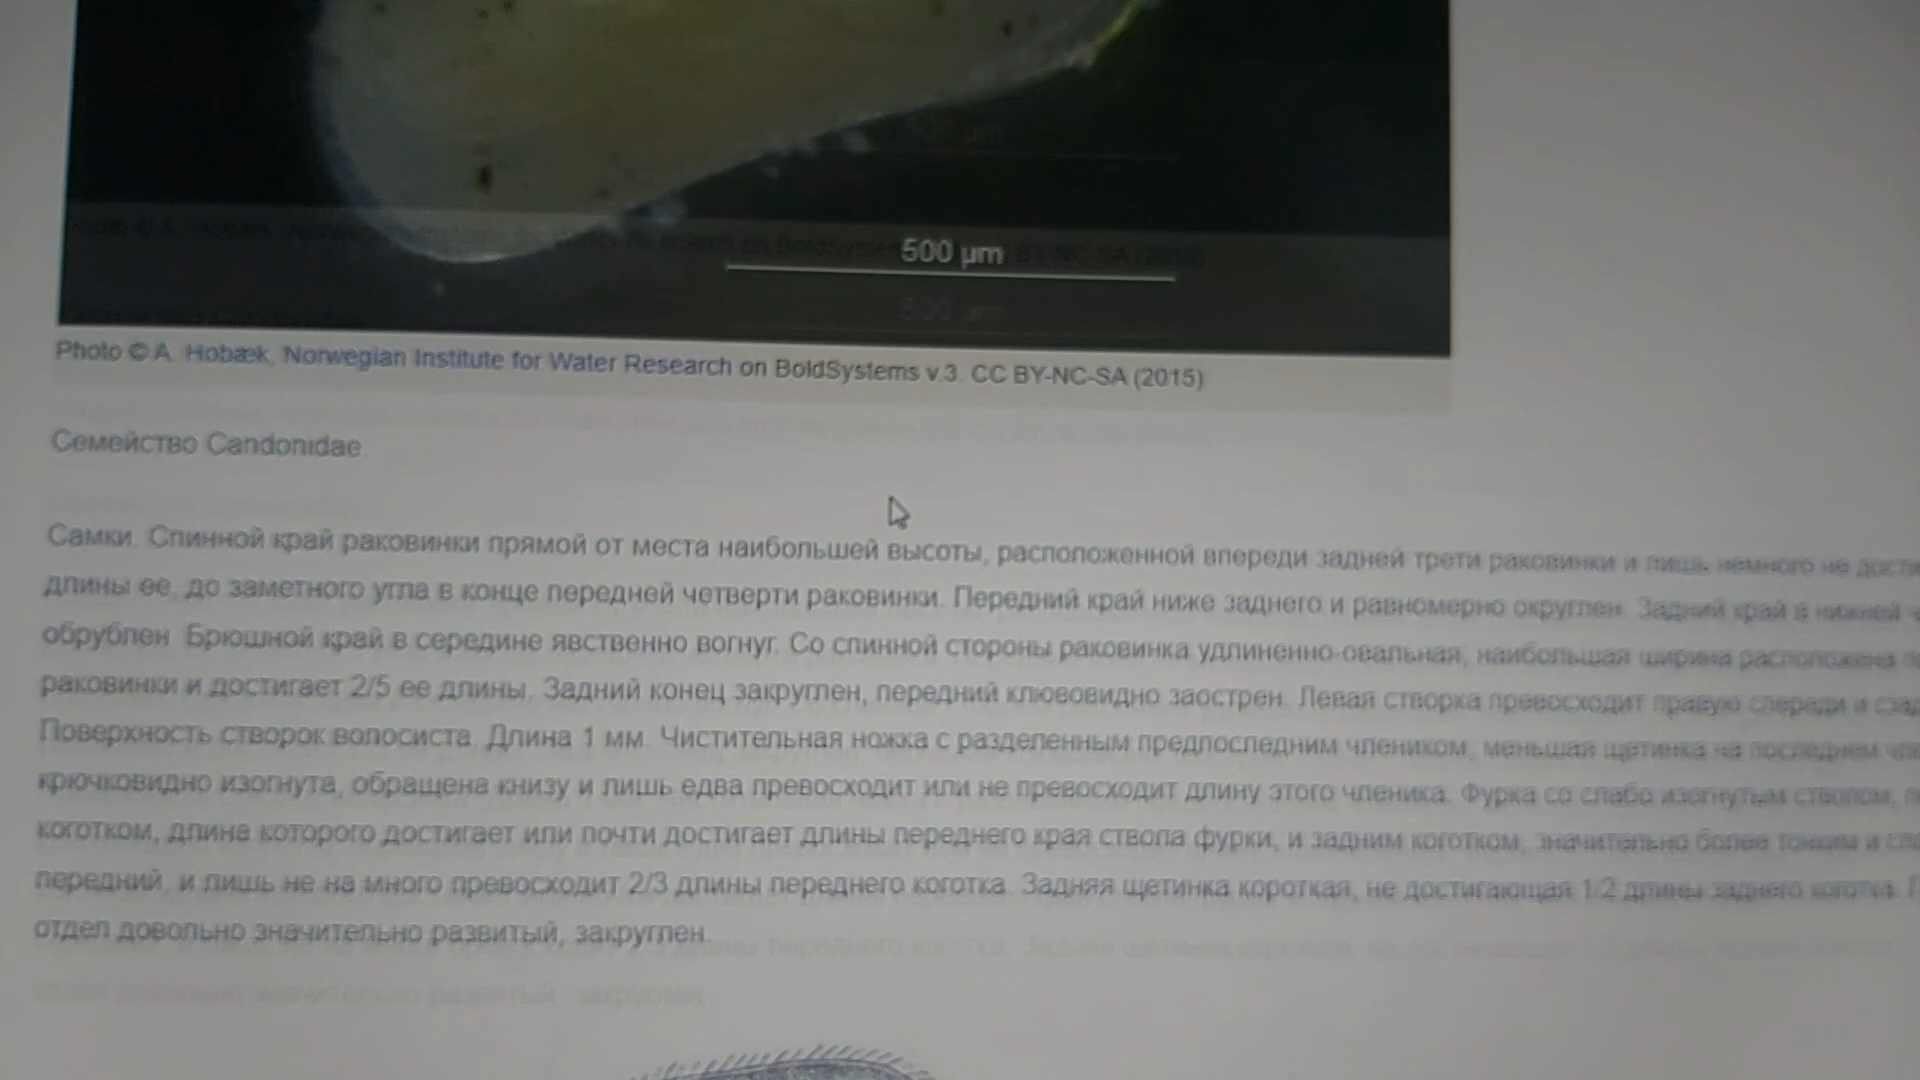 500 µm
Photo © A. Hobæk, Norwegian Institute for Water Research on BoldSystems v.3. CC BY-NC-SA (2015)
Семейство Candonidae.
Самки. Спинной край раковинки прямой от места наибольшей высоты, расположенной впереди задней трети раковинки и лишь немного не
длины ее, до заметного угла в конце передней четверти раковинки. Передний край ниже заднего и равномерно округлен. Задний край в нижней
обрублен. Брюшной край в середине явственно вогнут. Со спинной стороны раковинка удлиненно-овальная, наибольшая ширина расположена
раковинки и достигает 2/5 ее длины. Задний конец закруглен, передний клювовидно заострен. Левая створка превосходит правую спереди и
Поверхность створок волосиста. Длина 1 мм. Чистительная ножка с разделенным предпоследним члеником, меньшая щетинка на последнем
крючковидно изогнута, обращена книзу и лишь едва превосходит или не превосходит длину этого членика. Фурка со слабо изогнутым стволом,
коготком, длина которого достигает или почти достигает длины переднего края ствола фурки, и задним коготком, значительно более тонким и
передний, и лишь не на много превосходит 2/3 длины переднего коготка. Задняя щетинка короткая, не достигающая 1/2 длины заднего коготка.
отдел довольно значительно развитый, закруглен.